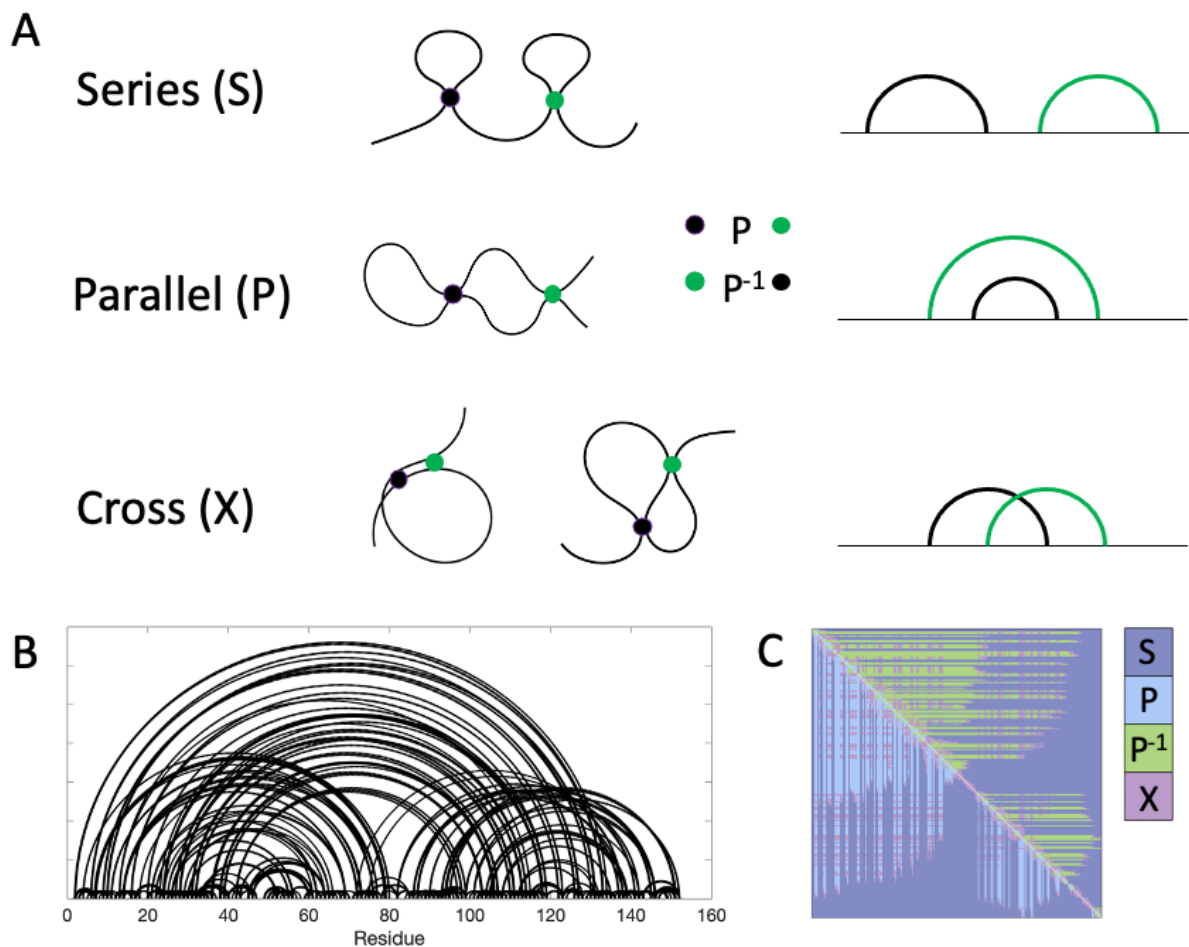 A
Series (S)
P
Parallel (P)
P-1
Cross (X)
B
0 20 40 60 80 100 120 140 160
Residue
C
S
P
P-1
X